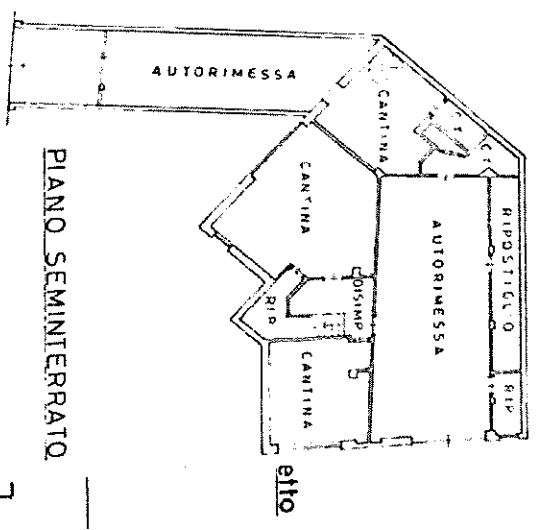 AUTORIMESSA
CANTINA
C T
C T
RIPOSTIGLIO
AUTORIMESSA
CANTINA
DISIMP
RIP
RIP
CANTINA
etto
PIANO SEMINTERRATO